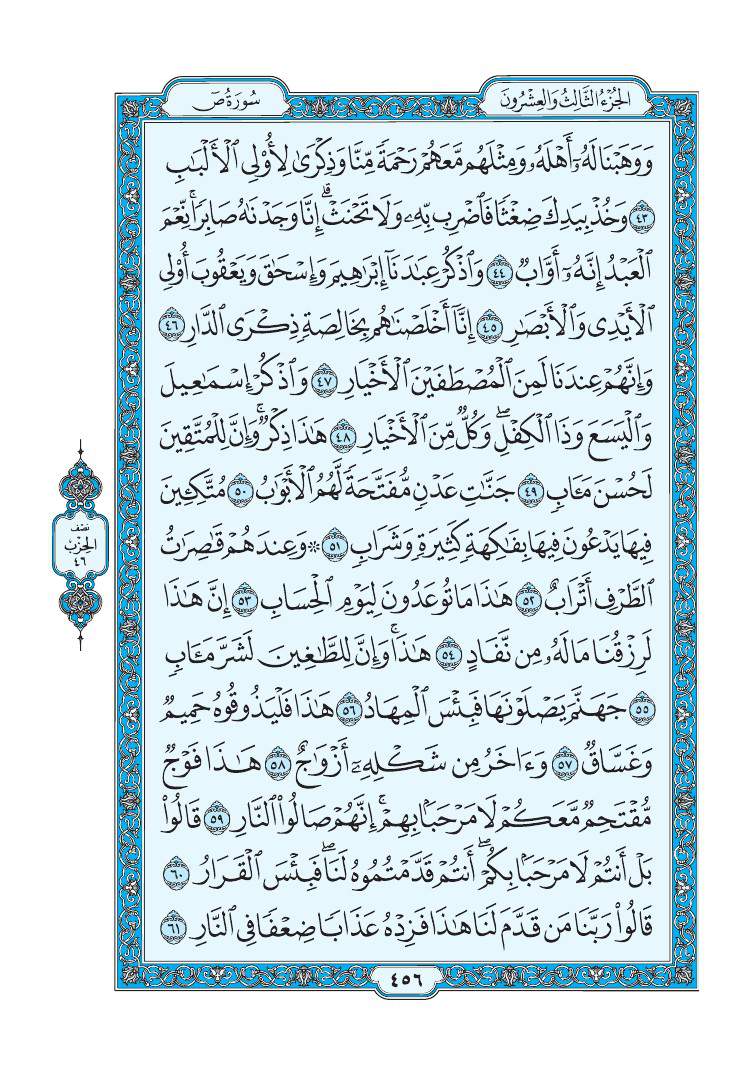 الجزء الثالث والعشرون
سورة ص
وَوَهَبْنَا لَهُۥٓ أَهْلَهُۥ وَمِثْلَهُم مَّعَهُمْ رَحْمَةً مِّنَّا وَذِكْرَىٰ لِأُو۟لِى ٱلْأَلْبَـٰبِ
٤٣ وَخُذْ بِيَدِكَ ضِغْثًا فَٱضْرِب بِّهِۦ وَلَا تَحْنَثْ ۗ إِنَّا وَجَدْنَـٰهُ صَابِرًا ۚ نِّعْمَ
ٱلْعَبْدُ إِنَّهُۥٓ أَوَّابٌ ٤٤ وَٱذْكُرْ عِبَـٰدَنَآ إِبْرَٰهِيمَ وَإِسْحَـٰقَ وَيَعْقُوبَ أُو۟لِى
ٱلْأَيْدِى وَٱلْأَبْصَـٰرِ ٤٥ إِنَّآ أَخْلَصْنَـٰهُم بِخَالِصَةٍ ذِكْرَى ٱلدَّارِ ٤٦
وَإِنَّهُمْ عِندَنَا لَمِنَ ٱلْمُصْطَفَيْنَ ٱلْأَخْيَارِ ٤٧ وَٱذْكُرْ إِسْمَـٰعِيلَ
وَٱلْيَسَعَ وَذَا ٱلْكِفْلِ ۖ وَكُلٌّ مِّنَ ٱلْأَخْيَارِ ٤٨ هَـٰذَا ذِكْرٌ ۚ وَإِنَّ لِلْمُتَّقِينَ
لَحُسْنَ مَـَٔابٍ ٤٩ جَنَّـٰتِ عَدْنٍ مُّفَتَّحَةً لَّهُمُ ٱلْأَبْوَٰبُ ٥٠ مُتَّكِـِٔينَ
فِيهَا يَدْعُونَ فِيهَا بِفَـٰكِهَةٍ كَثِيرَةٍ وَشَرَابٍ ٥١ ۞ وَعِندَهُمْ قَـٰصِرَٰتُ
ٱلطَّرْفِ أَتْرَابٌ ٥٢ هَـٰذَا مَا تُوعَدُونَ لِيَوْمِ ٱلْحِسَابِ ٥٣ إِنَّ هَـٰذَا
لَرِزْقُنَا مَا لَهُۥ مِن نَّفَادٍ ٥٤ هَـٰذَا ۚ وَإِنَّ لِلطَّـٰغِينَ لَشَرَّ مَـَٔابٍ
٥٥ جَهَنَّمَ يَصْلَوْنَهَا فَبِئْسَ ٱلْمِهَادُ ٥٦ هَـٰذَا فَلْيَذُوقُوهُ حَمِيمٌ
وَغَسَّاقٌ ٥٧ وَءَاخَرُ مِن شَكْلِهِۦٓ أَزْوَٰجٌ ٥٨ هَـٰذَا فَوْجٌ
مُّقْتَحِمٌ مَّعَكُمْ لَا مَرْحَبًۢا بِهِمْ ۚ إِنَّهُمْ صَالُوا۟ ٱلنَّارِ ٥٩ قَالُوا۟
بَلْ أَنتُمْ لَا مَرْحَبًۢا بِكُمْ ۖ أَنتُمْ قَدَّمْتُمُوهُ لَنَا ۖ فَبِئْسَ ٱلْقَرَارُ ٦٠
قَالُوا۟ رَبَّنَا مَن قَدَّمَ لَنَا هَـٰذَا فَزِدْهُ عَذَابًا ضِعْفًا فِى ٱلنَّارِ ٦١
نصف
الحزب
٤٦
٤٥٦